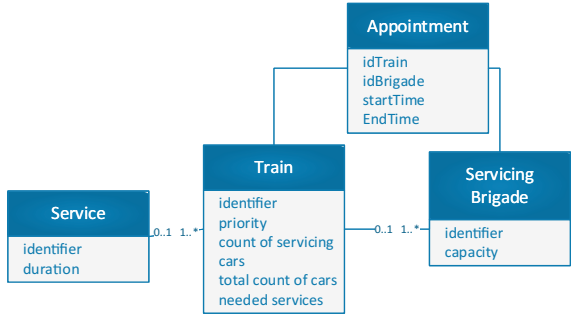 Appointment
idTrain
idBrigade
startTime
EndTime
Train
identifier
priority
count of servicing
cars
total count of cars
needed services
Servicing
Brigade
identifier
capacity
Service
identifier
duration
0..1 1..*
0..1 1..*